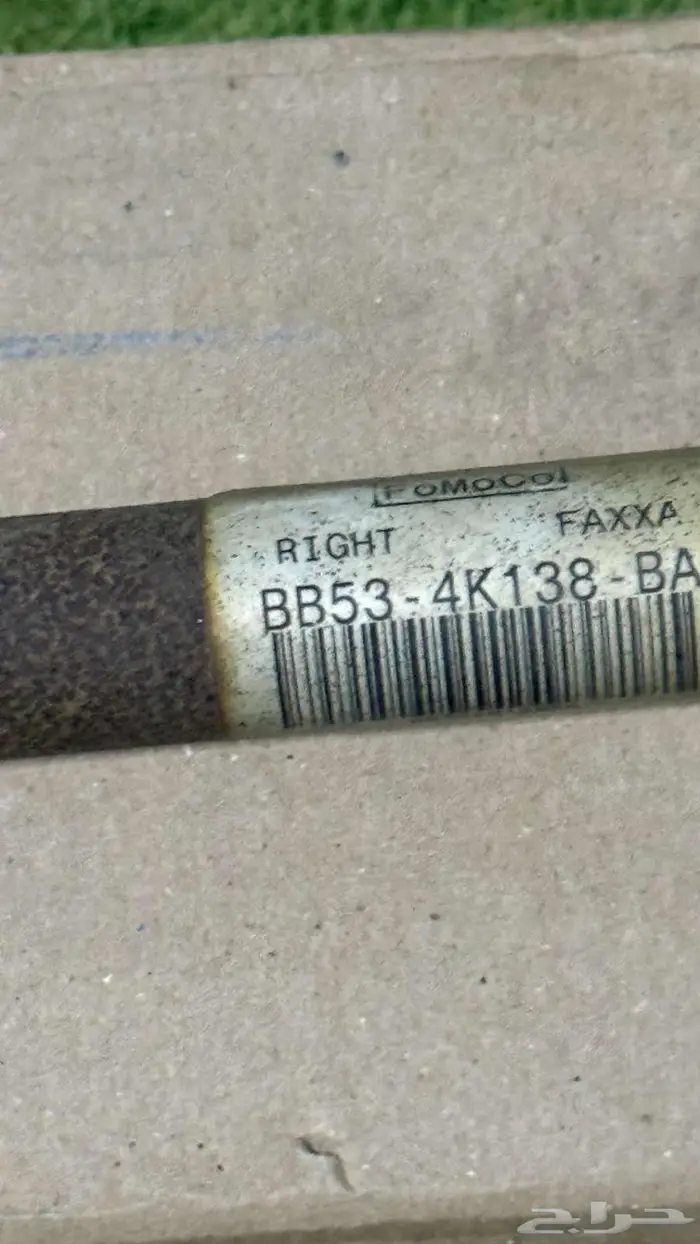 FoMoCo
RIGHT FAXXA
BB53-4K138-BA
حراج